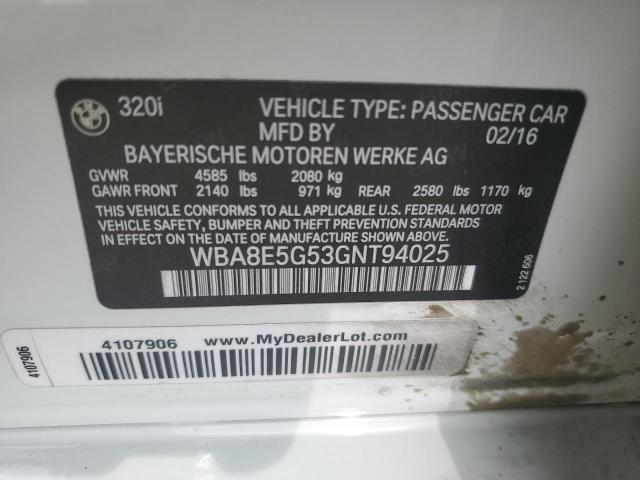 320i VEHICLE TYPE: PASSENGER CAR
MFD BY 02/16
BAYERISCHE MOTOREN WERKE AG
GVWR 4585 lbs 2080 kg
GAWR FRONT 2140 lbs 971 kg REAR 2580 lbs 1170 kg
THIS VEHICLE CONFORMS TO ALL APPLICABLE U.S. FEDERAL MOTOR
VEHICLE SAFETY, BUMPER, AND THEFT PREVENTION STANDARDS
IN EFFECT ON THE DATE OF MANUFACTURE SHOWN ABOVE.
WBA8E5G53GNT94025
2 122 606
4107906 www.MyDealerLot.com
4107906